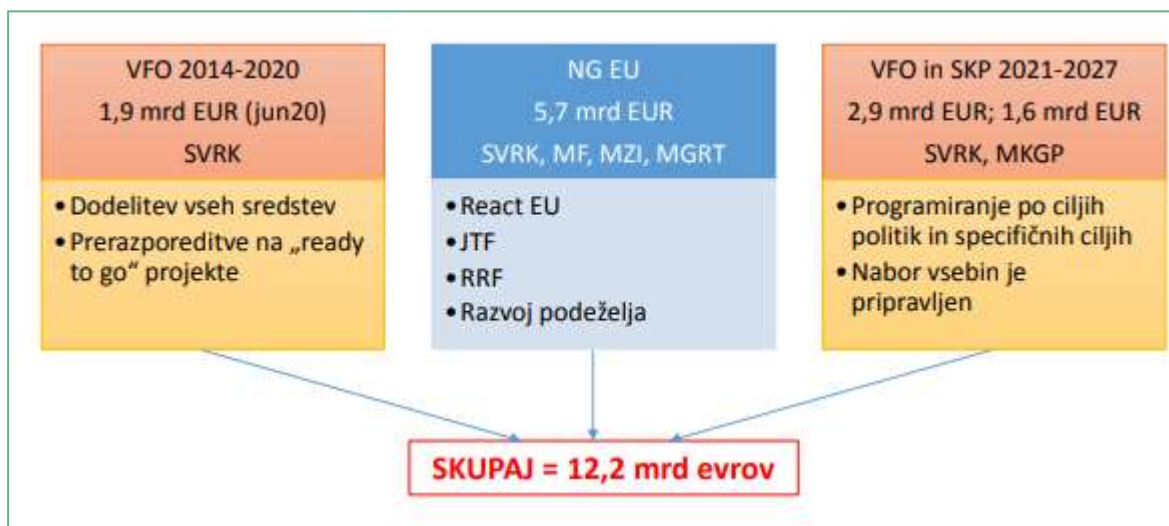 VFO 2014-2020
1,9 mrd EUR (jun20)
SVRK
• Dodelitev vseh sredstev
• Prerazporeditve na „ready
to go“ projekte
NG EU
5,7 mrd EUR
SVRK, MF, MZI, MGRT
• React EU
• JTF
• RRF
• Razvoj podeželja
VFO in SKP 2021-2027
2,9 mrd EUR; 1,6 mrd EUR
SVRK, MKGP
• Programiranje po ciljih
politik in specifičnih ciljih
• Nabor vsebin je
pripravljen
SKUPAJ = 12,2 mrd evrov